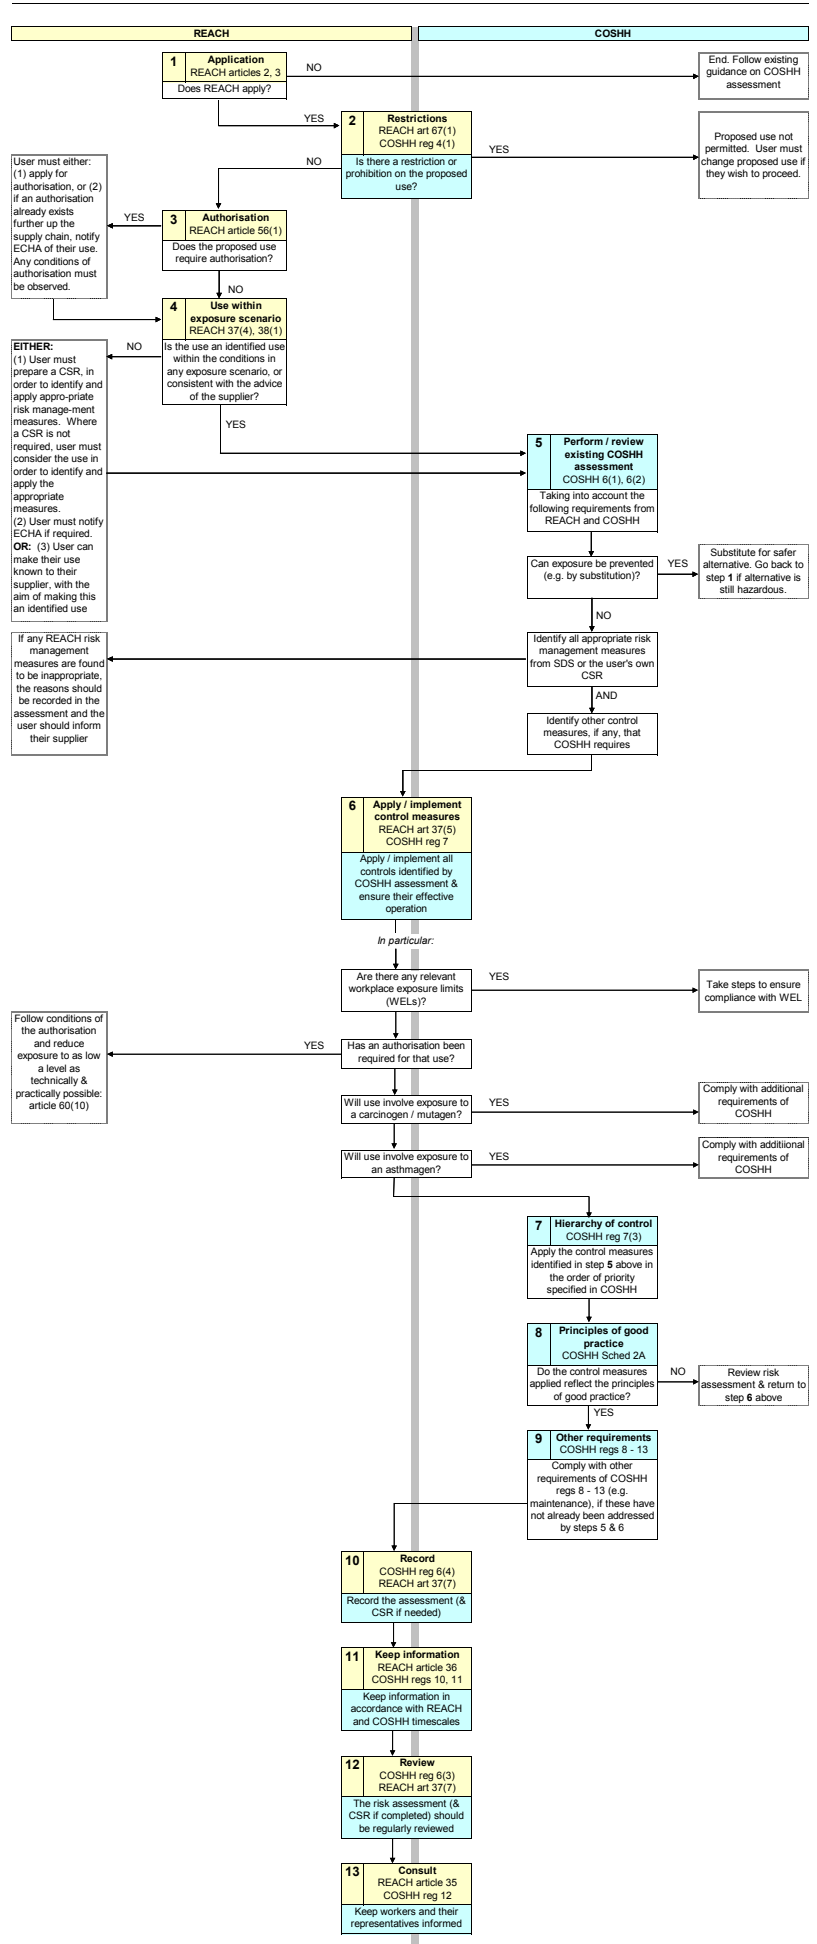 REACH
COSHH
1
Application
REACH articles 2, 3
Does REACH apply?
NO
End. Follow existing
guidance on COSHH
assessment
YES
2
Restrictions
REACH art 67(1)
COSHH reg 4(1)
Is there a restriction or
prohibition on the proposed
use?
YES
Proposed use not
permitted. User must
change proposed use if
they wish to proceed.
NO
User must either:
(1) apply for
authorisation, or (2)
if an authorisation
already exists
further up the
supply chain, notify
ECHA of their use.
Any conditions of
authorisation must
be observed.
YES
3
Authorisation
REACH article 56(1)
Does the proposed use
require authorisation?
NO
4
Use within
exposure scenario
REACH 37(4), 38(1)
Is the use an identified use
within the conditions in
any exposure scenario, or
consistent with the advice
of the supplier?
NO
EITHER:
(1) User must
prepare a CSR, in
order to identify and
apply appro-priate
risk manage-ment
measures. Where
a CSR is not
required, user must
consider the use in
order to identify and
apply the
appropriate
measures.
(2) User must notify
ECHA if required.
OR: (3) User can
make their use
known to their
supplier, with the
aim of making this
an identified use
YES
5
Perform / review
existing COSHH
assessment
COSHH 6(1), 6(2)
Taking into account the
following requirements from
REACH and COSHH
Can exposure be prevented
(e.g. by substitution)?
YES
Substitute for safer
alternative. Go back to
step 1 if alternative is
still hazardous.
NO
Identify all appropriate risk
management measures
from SDS or the user's own
CSR
If any REACH risk
management
measures are found
to be inappropriate,
the reasons should
be recorded in the
assessment and the
user should inform
their supplier
AND
Identify other control
measures, if any, that
COSHH requires
6
Apply / implement
control measures
REACH art 37(5)
COSHH reg 7
Apply / implement all
controls identified by
COSHH assessment &
ensure their effective
operation
In particular:
Are there any relevant
workplace exposure limits
(WELs)?
YES
Take steps to ensure
compliance with WEL
Has an authorisation been
required for that use?
YES
Follow conditions of
the authorisation
and reduce
exposure to as low
a level as
technically &
practically possible:
article 60(10)
Will use involve exposure to
a carcinogen / mutagen?
YES
Comply with additional
requirements of
COSHH
Will use involve exposure to
an asthmagen?
YES
Comply with additiional
requirements of
COSHH
7
Hierarchy of control
COSHH reg 7(3)
Apply the control measures
identified in step 5 above in
the order of priority
specified in COSHH
8
Principles of good
practice
COSHH Sched 2A
Do the control measures
applied reflect the principles
of good practice?
NO
Review risk
assessment & return to
step 6 above
YES
9
Other requirements
COSHH regs 8 - 13
Comply with other
requirements of COSHH
regs 8 - 13 (e.g.
maintenance), if these have
not already been addressed
by steps 5 & 6
10
Record
COSHH reg 6(4)
REACH art 37(7)
Record the assessment (&
CSR if needed)
11
Keep information
REACH article 36
COSHH regs 10, 11
Keep information in
accordance with REACH
and COSHH timescales
12
Review
COSHH reg 6(3)
REACH art 37(7)
The risk assessment (&
CSR if completed) should
be regularly reviewed
13
Consult
REACH article 35
COSHH reg 12
Keep workers and their
representatives informed